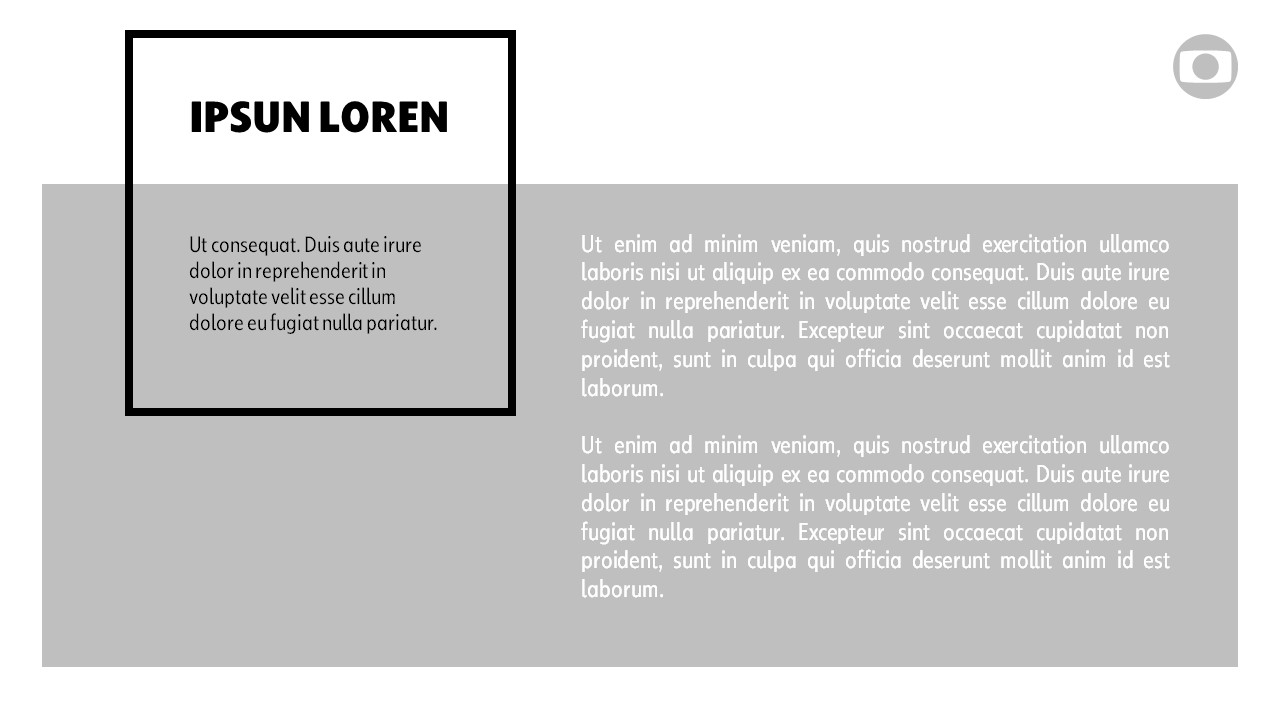 IPSUN LOREN
Ut consequat. Duis aute irure
dolor in reprehenderit in
voluptate velit esse cillum
dolore eu fugiat nulla pariatur.
Ut enim ad minim veniam, quis nostrud exercitation ullamco
laboris nisi ut aliquip ex ea commodo consequat. Duis aute irure
dolor in reprehenderit in voluptate velit esse cillum dolore eu
fugiat nulla pariatur. Excepteur sint occaecat cupidatat non
proident, sunt in culpa qui officia deserunt mollit anim id est
laborum.
Ut enim ad minim veniam, quis nostrud exercitation ullamco
laboris nisi ut aliquip ex ea commodo consequat. Duis aute irure
dolor in reprehenderit in voluptate velit esse cillum dolore eu
fugiat nulla pariatur. Excepteur sint occaecat cupidatat non
proident, sunt in culpa qui officia deserunt mollit anim id est
laborum.